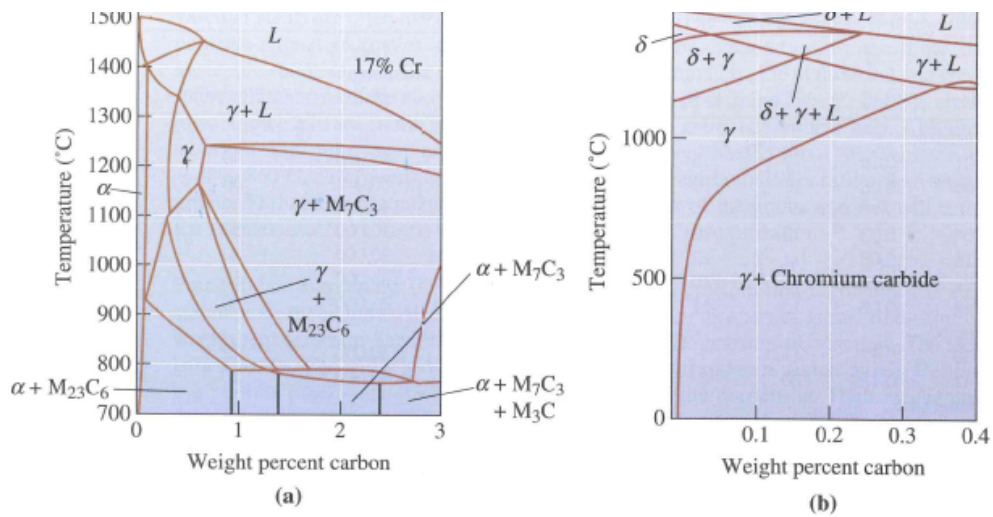 1500
1400
1300
1200
1100
1000
900
800
700
Temperature (°C)
L
17% Cr
γ + L
γ
α
γ + M₇C₃
γ
+
M₂₃C₆
α + M₇C₃
α + M₂₃C₆
α + M₇C₃
+ M₃C
0
1
2
3
Weight percent carbon
(a)
δ + L
L
δ
δ + γ
γ + L
δ + γ + L
γ
1000
500
0
Temperature (°C)
γ + Chromium carbide
0.1
0.2
0.3
0.4
Weight percent carbon
(b)